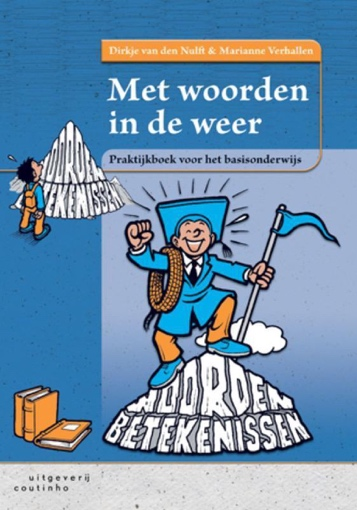 Dirkje van den Nulft & Marianne Verhallen
Met woorden
in de weer
Praktijkboek voor het basisonderwijs
WOORDEN
BETEKENISSEN
WOORDEN
BETEKENISSEN
uitgeverij
coutinho